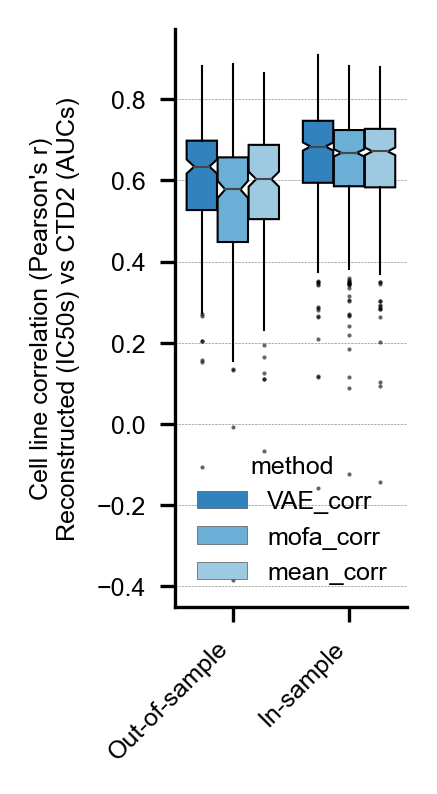 Cell line correlation (Pearson's r)
Reconstructed (IC50s) vs CTD2 (AUCs)
0.8
0.6
0.4
0.2
0.0
−0.2
−0.4
method
VAE_corr
mofa_corr
mean_corr
Out-of-sample
In-sample